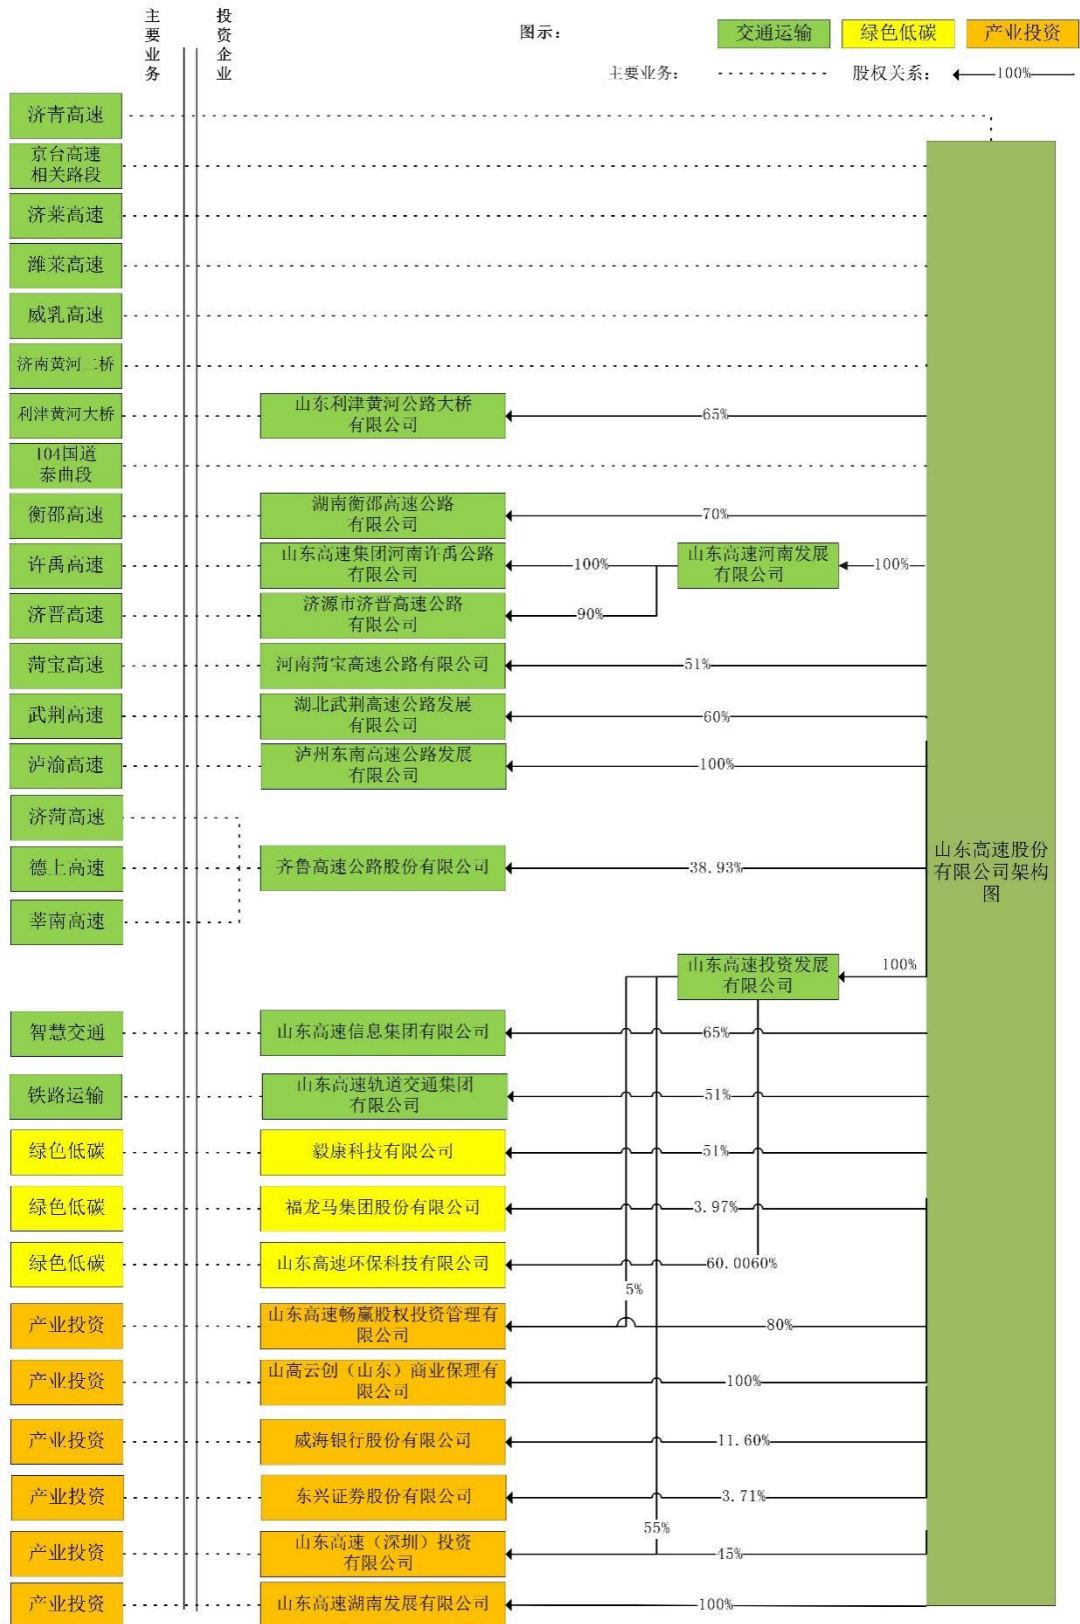 主要业务
投资企业
图示：
交通运输
绿色低碳
产业投资
主要业务：
股权关系：
100%
济青高速
京台高速
相关路段
济莱高速
潍莱高速
威乳高速
济南黄河二桥
利津黄河大桥
山东利津黄河公路大桥
有限公司
65%
104国道
泰曲段
衡邵高速
湖南衡邵高速公路
有限公司
70%
许禹高速
山东高速集团河南许禹公路
有限公司
100%
山东高速河南发展
有限公司
100%
济晋高速
济源市济晋高速公路
有限公司
90%
菏宝高速
河南菏宝高速公路有限公司
51%
武荆高速
湖北武荆高速公路发展
有限公司
60%
泸渝高速
泸州东南高速公路发展
有限公司
100%
济菏高速
德上高速
齐鲁高速公路股份有限公司
38.93%
山东高速股份
有限公司架构
图
莘南高速
山东高速投资发展
有限公司
100%
智慧交通
山东高速信息集团有限公司
65%
铁路运输
山东高速轨道交通集团
有限公司
51%
绿色低碳
毅康科技有限公司
51%
绿色低碳
福龙马集团股份有限公司
3.97%
绿色低碳
山东高速环保科技有限公司
60.0060%
5%
产业投资
山东高速畅赢股权投资管理有
限公司
80%
产业投资
山高云创（山东）商业保理有
限公司
100%
产业投资
威海银行股份有限公司
11.60%
产业投资
东兴证券股份有限公司
3.71%
55%
产业投资
山东高速（深圳）投资
有限公司
45%
产业投资
山东高速湖南发展有限公司
100%